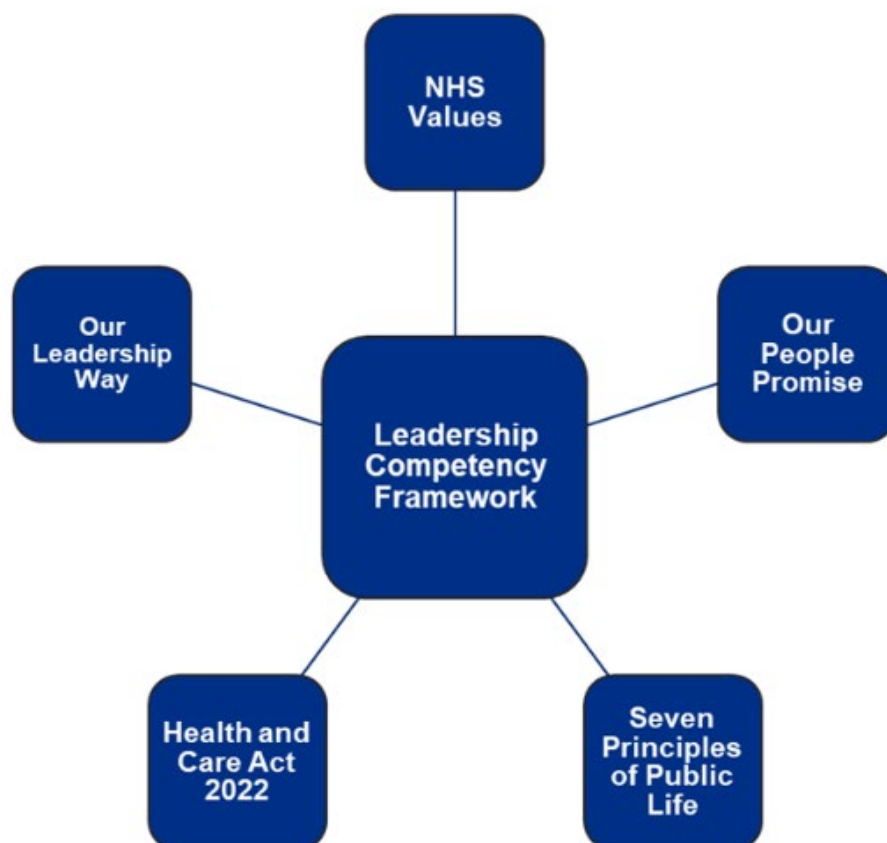 NHS
Values
Our
Leadership
Way
Our
People
Promise
Leadership
Competency
Framework
Health and
Care Act
2022
Seven
Principles
of Public
Life